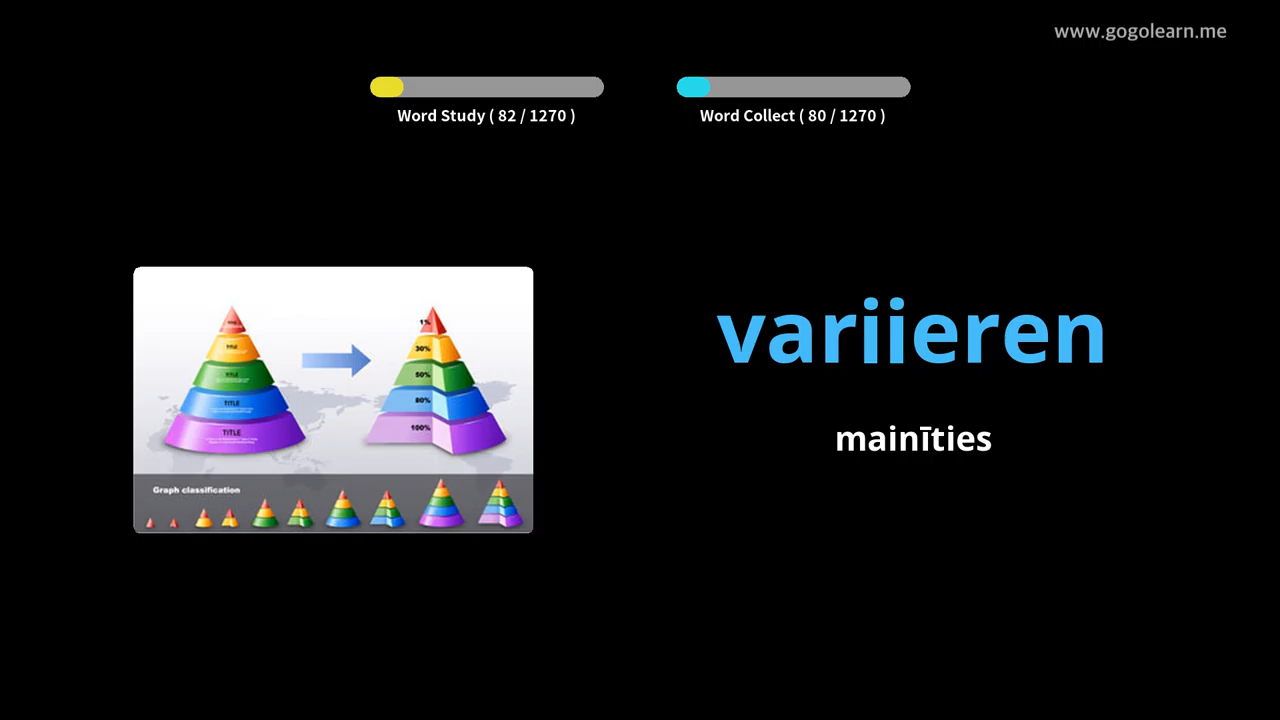 www.gogolearn.me
Word Study ( 82 / 1270 )
Word Collect ( 80 / 1270 )
variieren
mainīties
TITLE
TITLE
TITLE
TITLE
1%
30%
50%
80%
100%
Graph classification